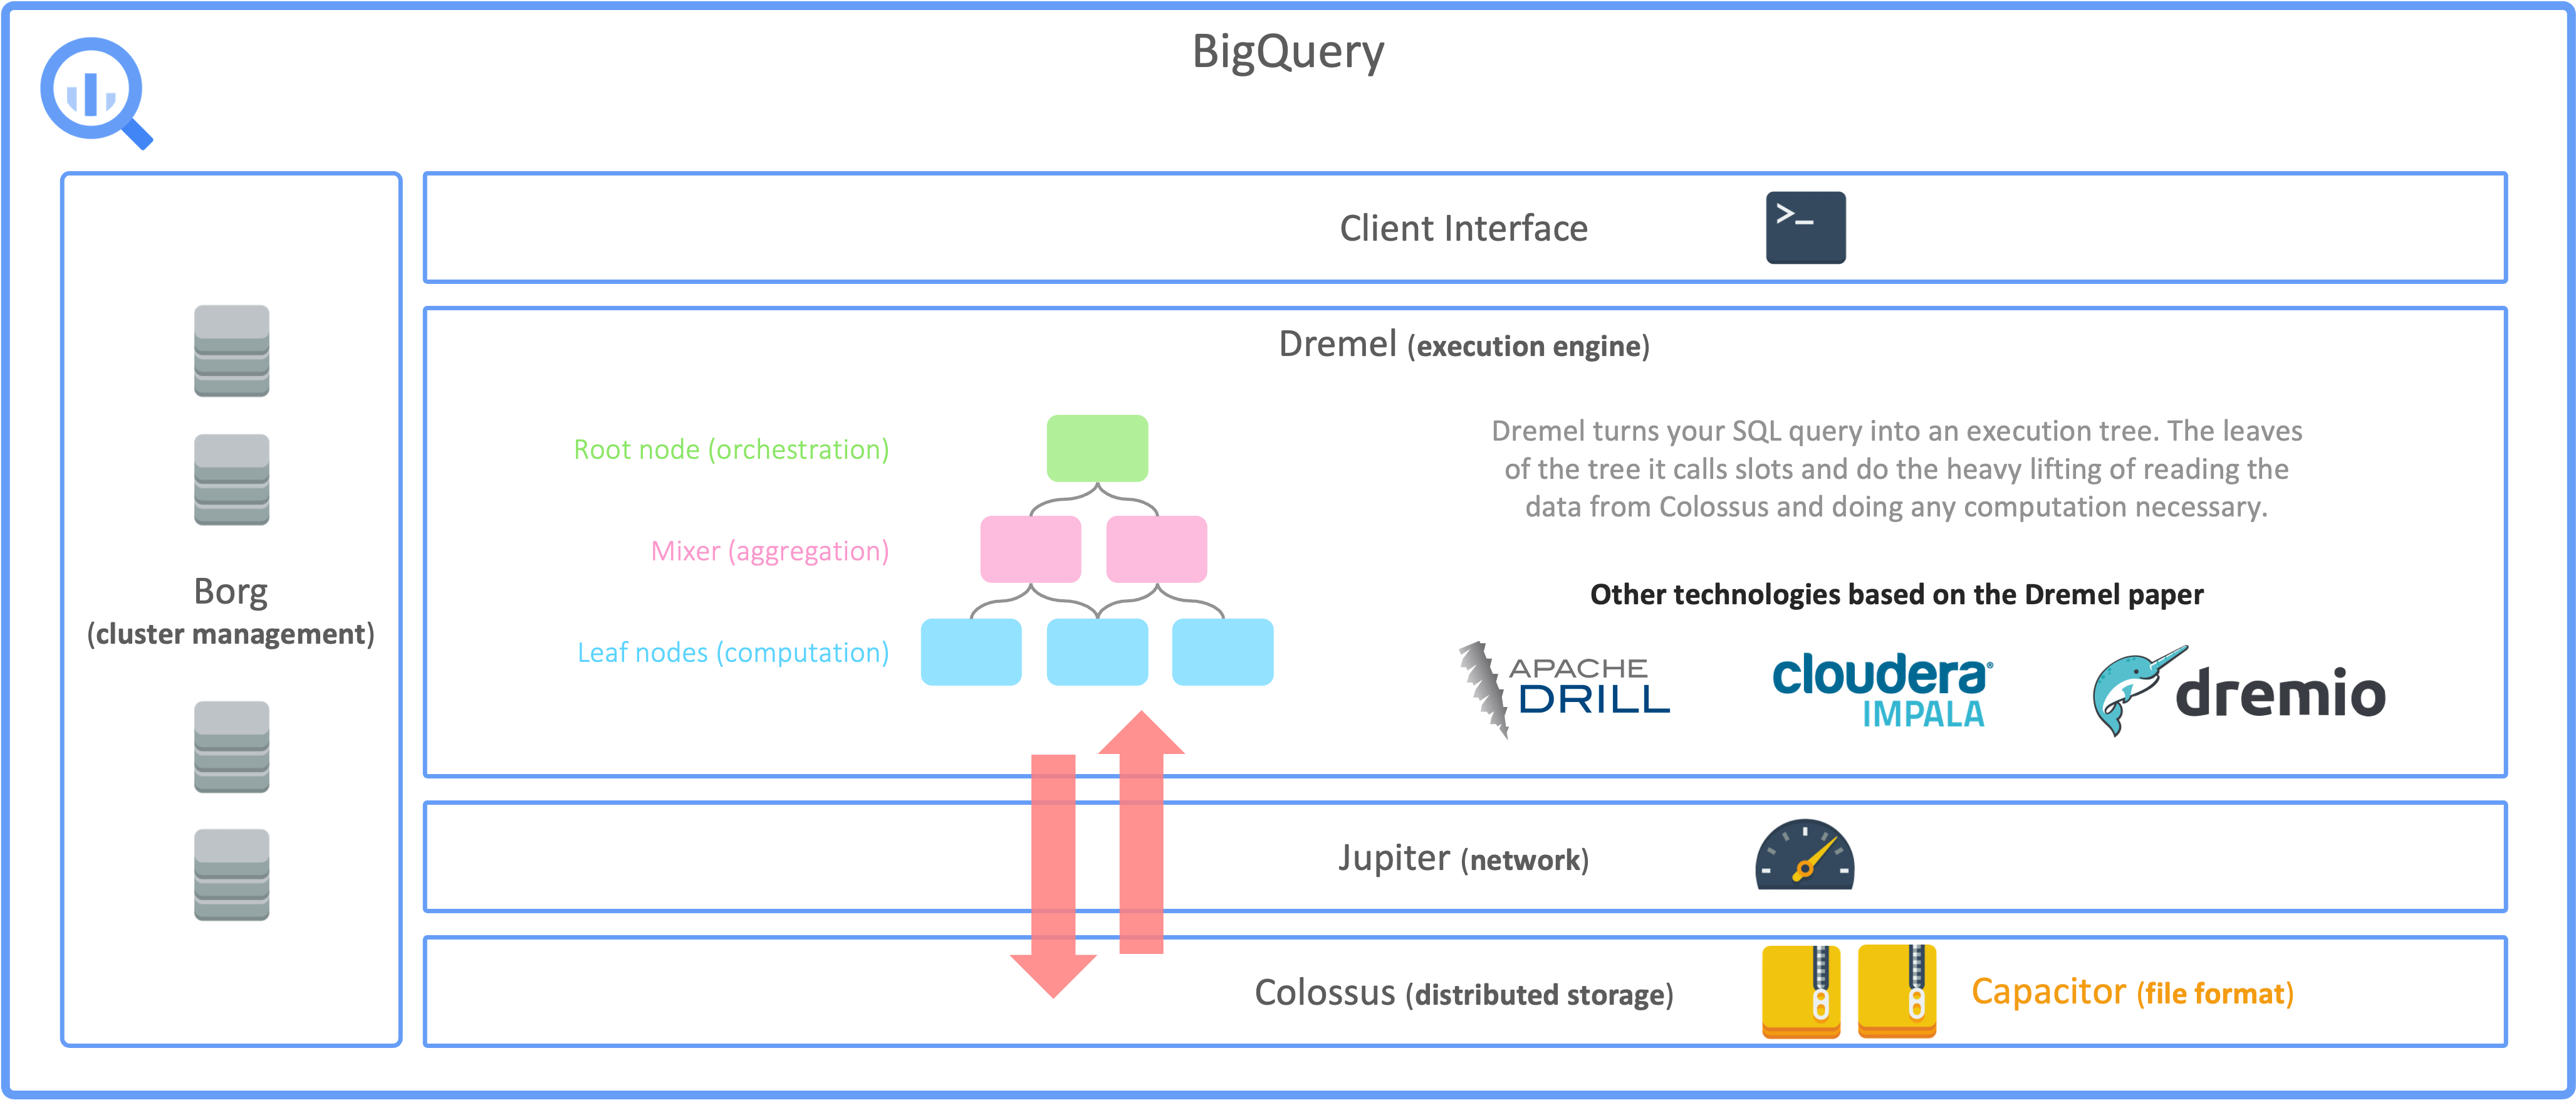 BigQuery
Client Interface
>_
Dremel (execution engine)
Root node (orchestration)
Mixer (aggregation)
Leaf nodes (computation)
Dremel turns your SQL query into an execution tree. The leaves
of the tree it calls slots and do the heavy lifting of reading the
data from Colossus and doing any computation necessary.
Other technologies based on the Dremel paper
APACHE
DRILL
cloudera®
IMPALA
dremio
Borg
(cluster management)
Jupiter (network)
Colossus (distributed storage)
Capacitor (file format)